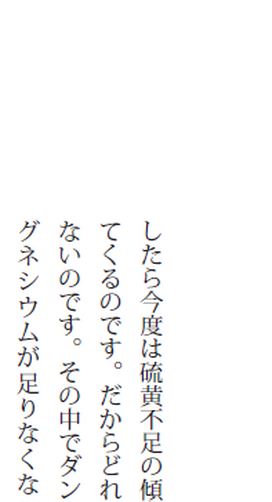 したら今度は硫黄不足の傾
てくるのです。だからどれ
ないのです。その中でダン
グネシウムが足りなくな